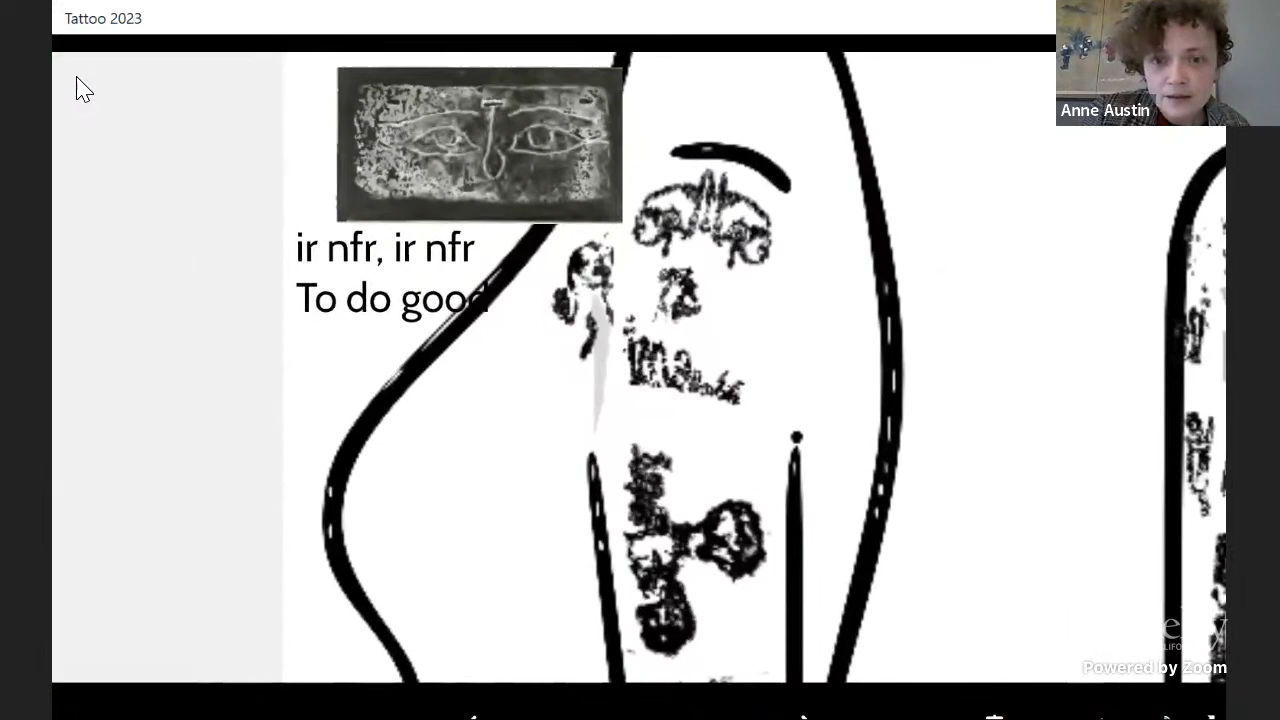 Tattoo 2023
Anne Austin
ir nfr, ir nfr
To do good
Powered by Zoom